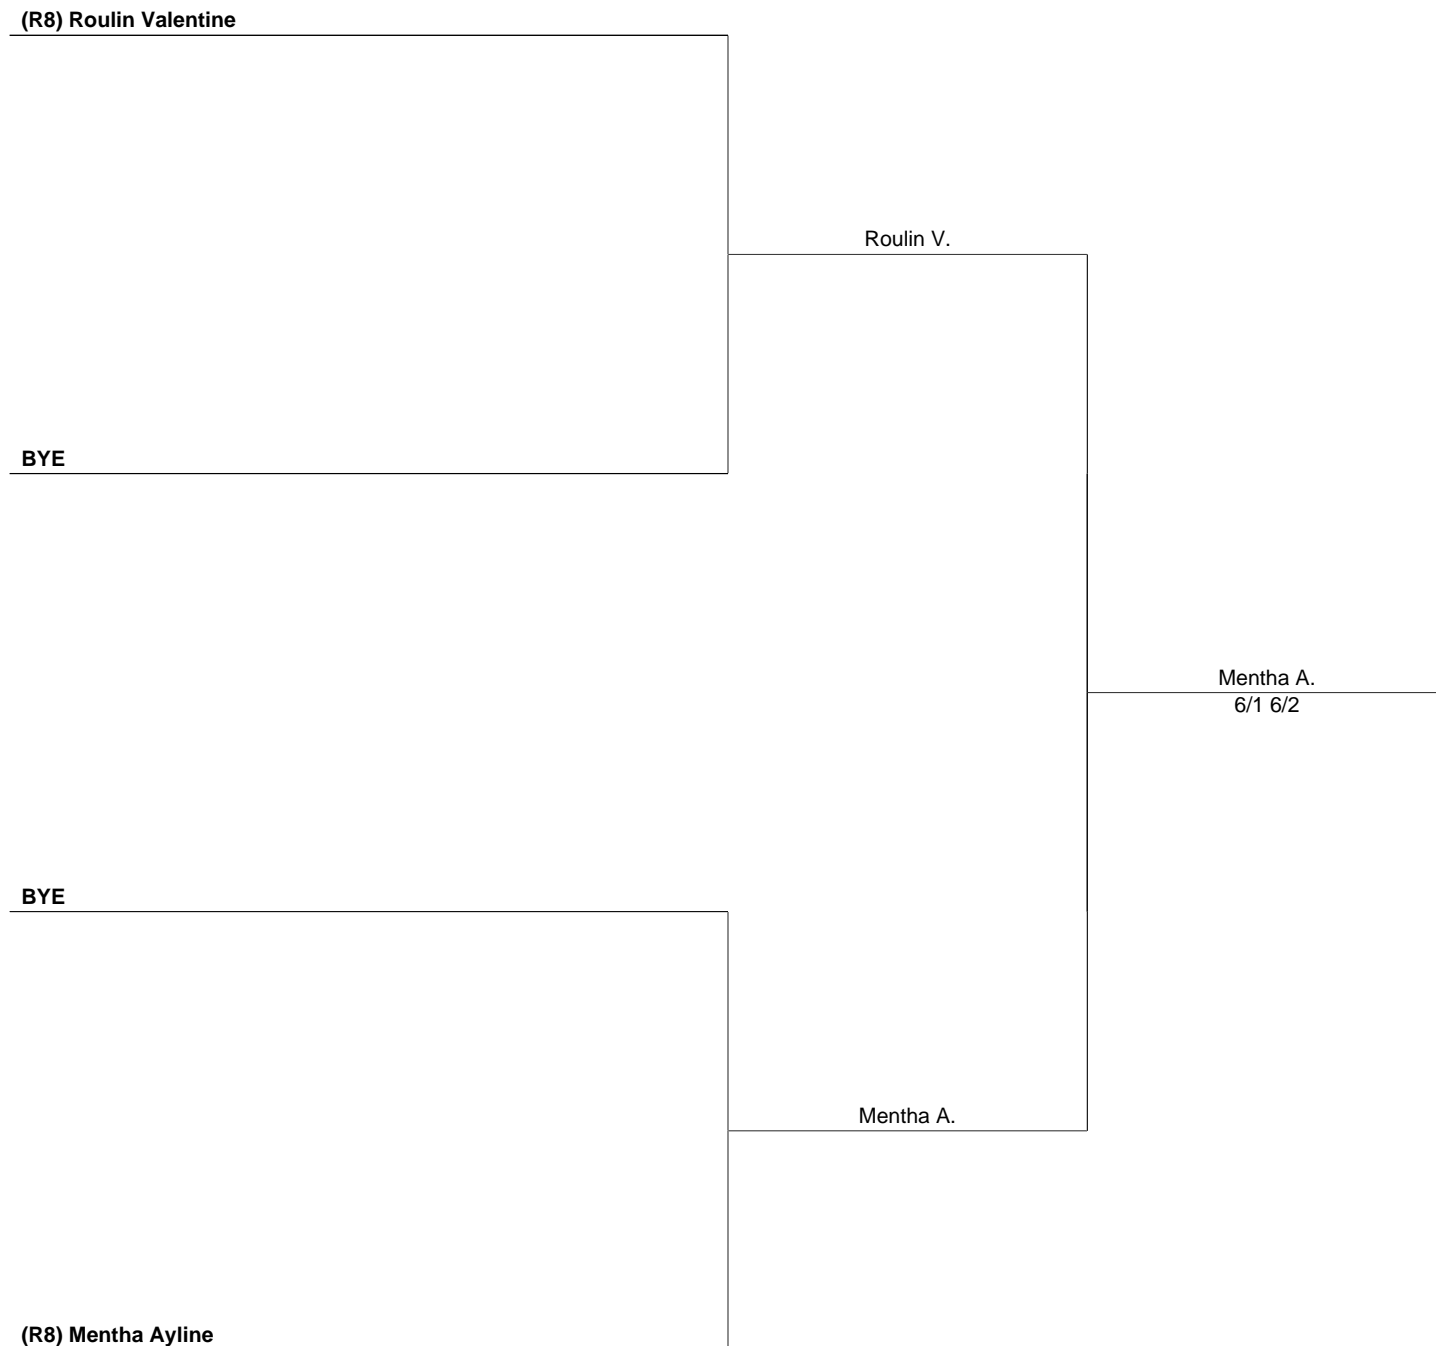 (R8) Roulin Valentine
Roulin V.
BYE
Mentha A.
6/1 6/2
BYE
Mentha A.
(R8) Mentha Ayline